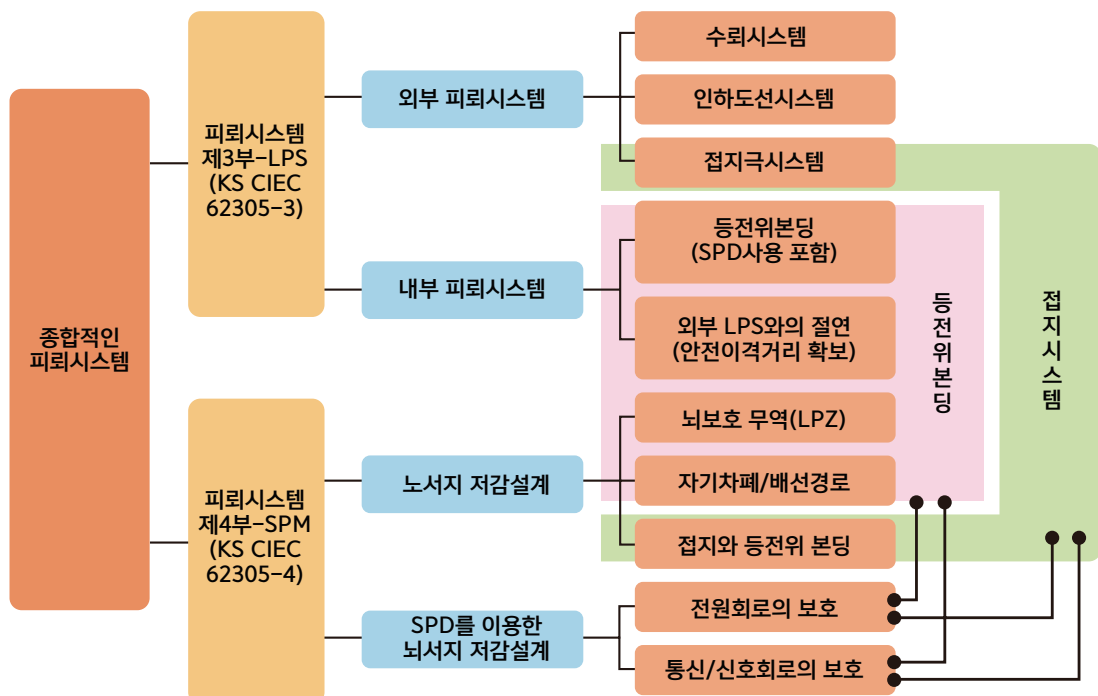 종합적인
피뢰시스템
피뢰시스템
제3부-LPS
(KS CIEC
62305-3)
외부 피뢰시스템
수뢰시스템
인하도선시스템
접지극시스템
내부 피뢰시스템
등전위본딩
(SPD사용 포함)
외부 LPS와의 절연
(안전이격거리 확보)
피뢰시스템
제4부-SPM
(KS CIEC
62305-4)
노서지 저감설계
뇌보호 무역(LPZ)
자기차폐/배선경로
접지와 등전위 본딩
SPD를 이용한
뇌서지 저감설계
전원회로의 보호
통신/신호회로의 보호
등전위본딩
접지시스템